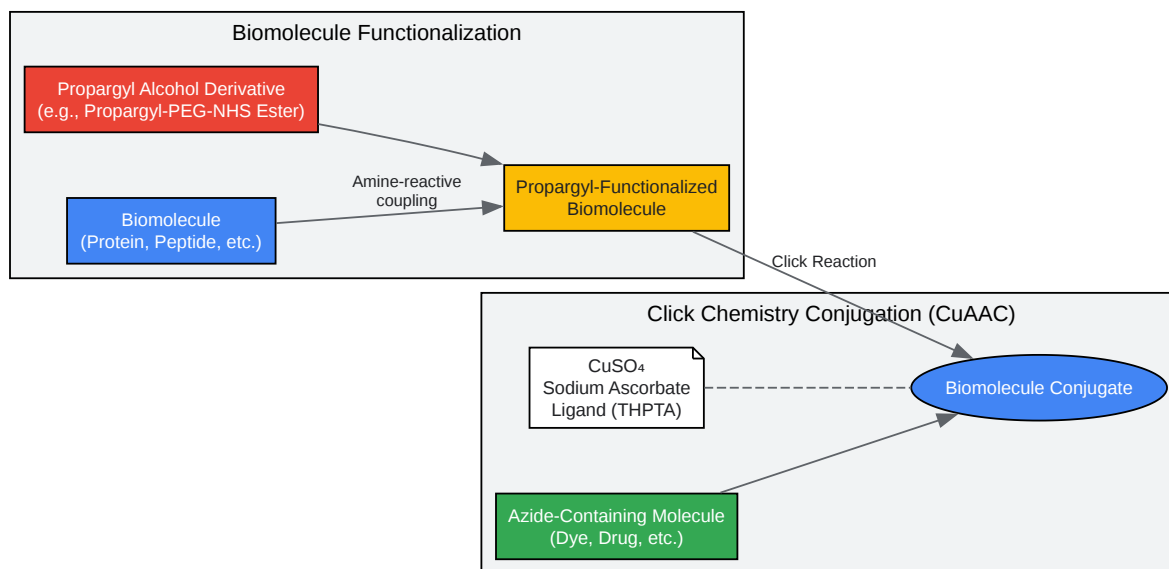 Biomolecule Functionalization
Propargyl Alcohol Derivative
(e.g., Propargyl-PEG-NHS Ester)
Amine-reactive
coupling
Propargyl-Functionalized
Biomolecule
Biomolecule
(Protein, Peptide, etc.)
Click Reaction
Click Chemistry Conjugation (CuAAC)
CuSO₄
Sodium Ascorbate
Ligand (THPTA)
Biomolecule Conjugate
Azide-Containing Molecule
(Dye, Drug, etc.)